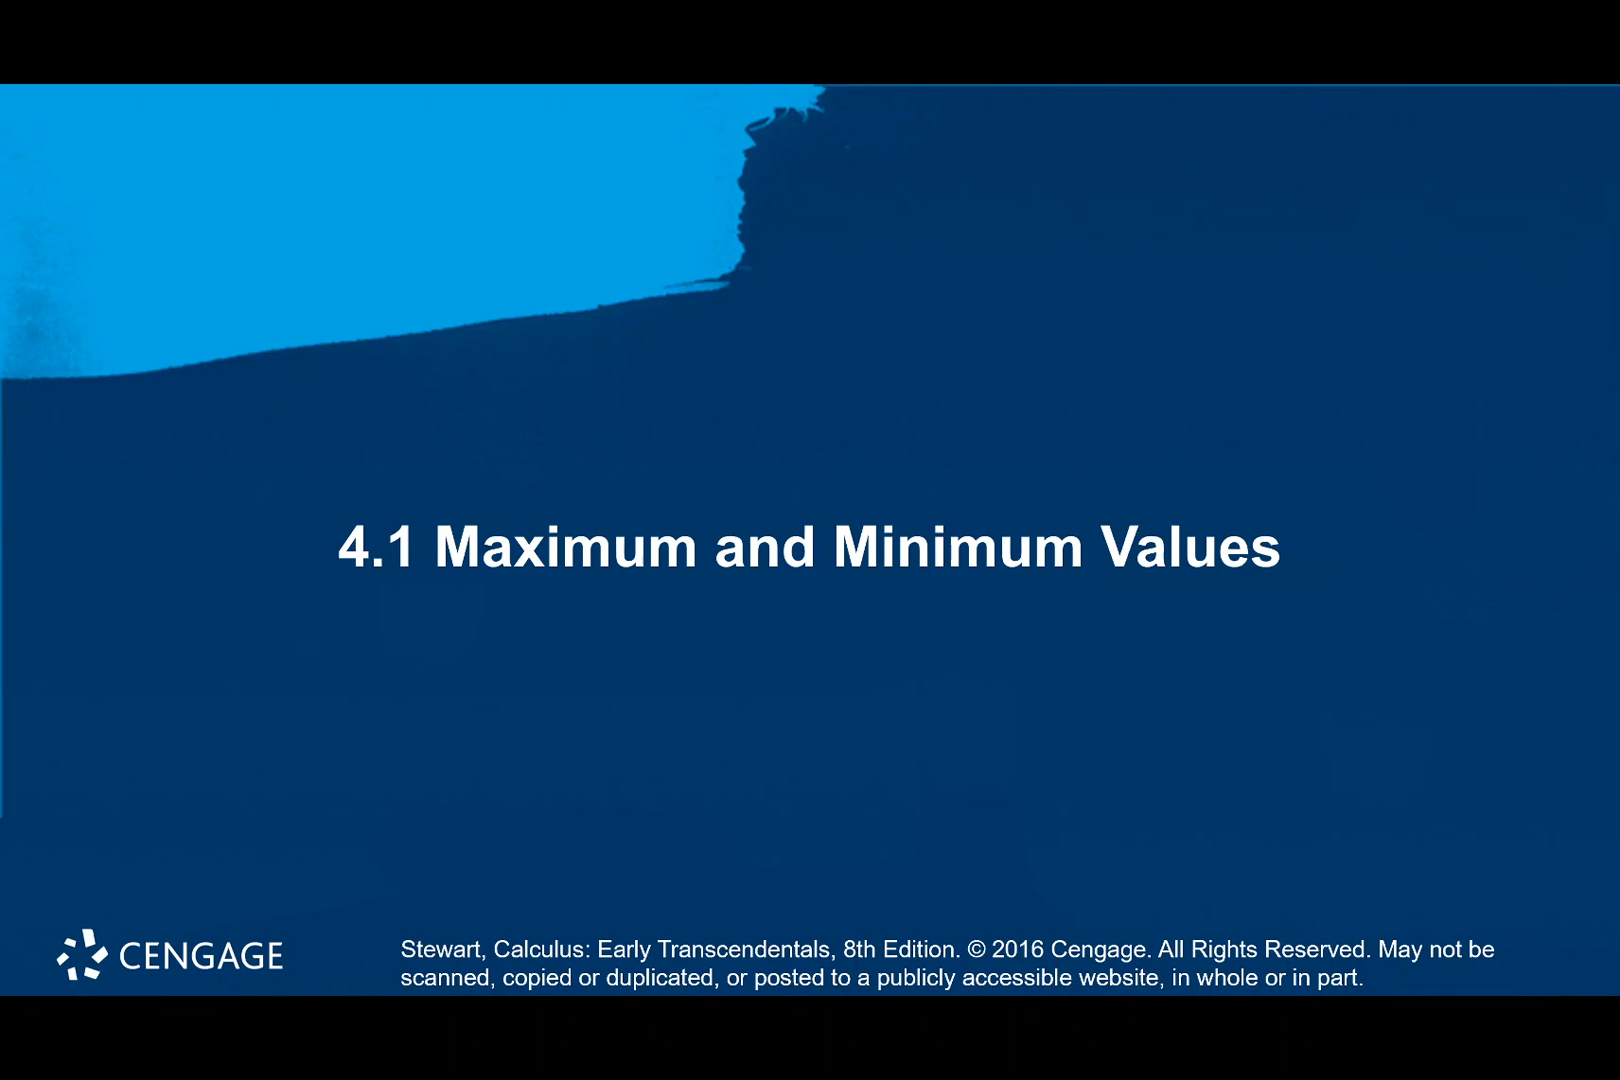 4.1 Maximum and Minimum Values
CENGAGE
Stewart, Calculus: Early Transcendentals, 8th Edition. © 2016 Cengage. All Rights Reserved. May not be
scanned, copied or duplicated, or posted to a publicly accessible website, in whole or in part.